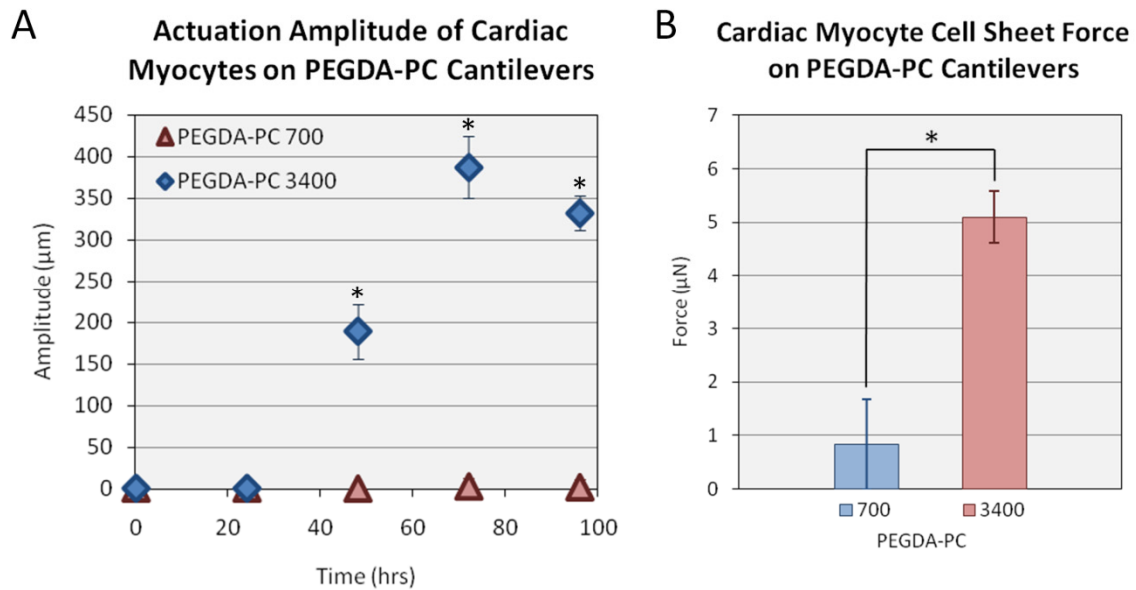 A
Actuation Amplitude of Cardiac
Myocytes on PEGDA-PC Cantilevers
450
400
350
300
250
200
150
100
50
0
Amplitude (μm)
PEGDA-PC 700
PEGDA-PC 3400
*
*
*
0 20 40 60 80 100
Time (hrs)
B
Cardiac Myocyte Cell Sheet Force
on PEGDA-PC Cantilevers
7
6
5
4
3
2
1
0
Force (μN)
*
700 3400
PEGDA-PC